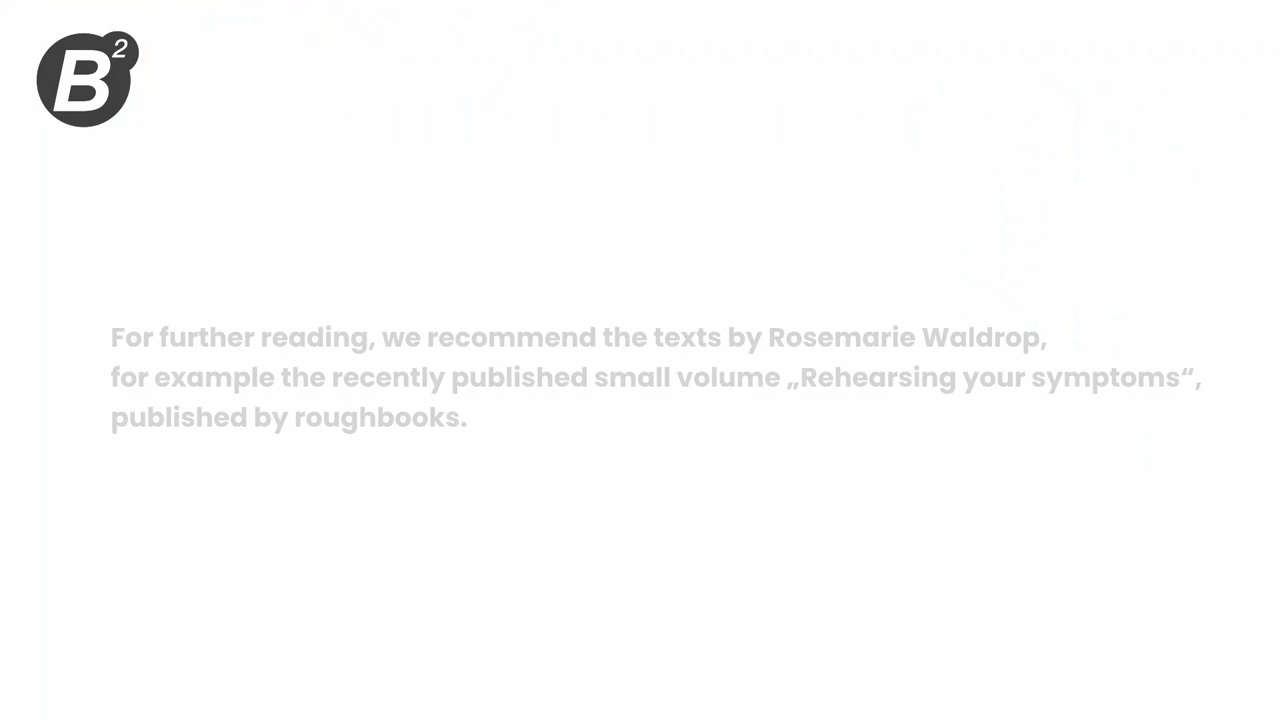 B²
For further reading, we recommend the texts by Rosemarie Waldrop,
for example the recently published small volume „Rehearsing your symptoms“,
published by roughbooks.